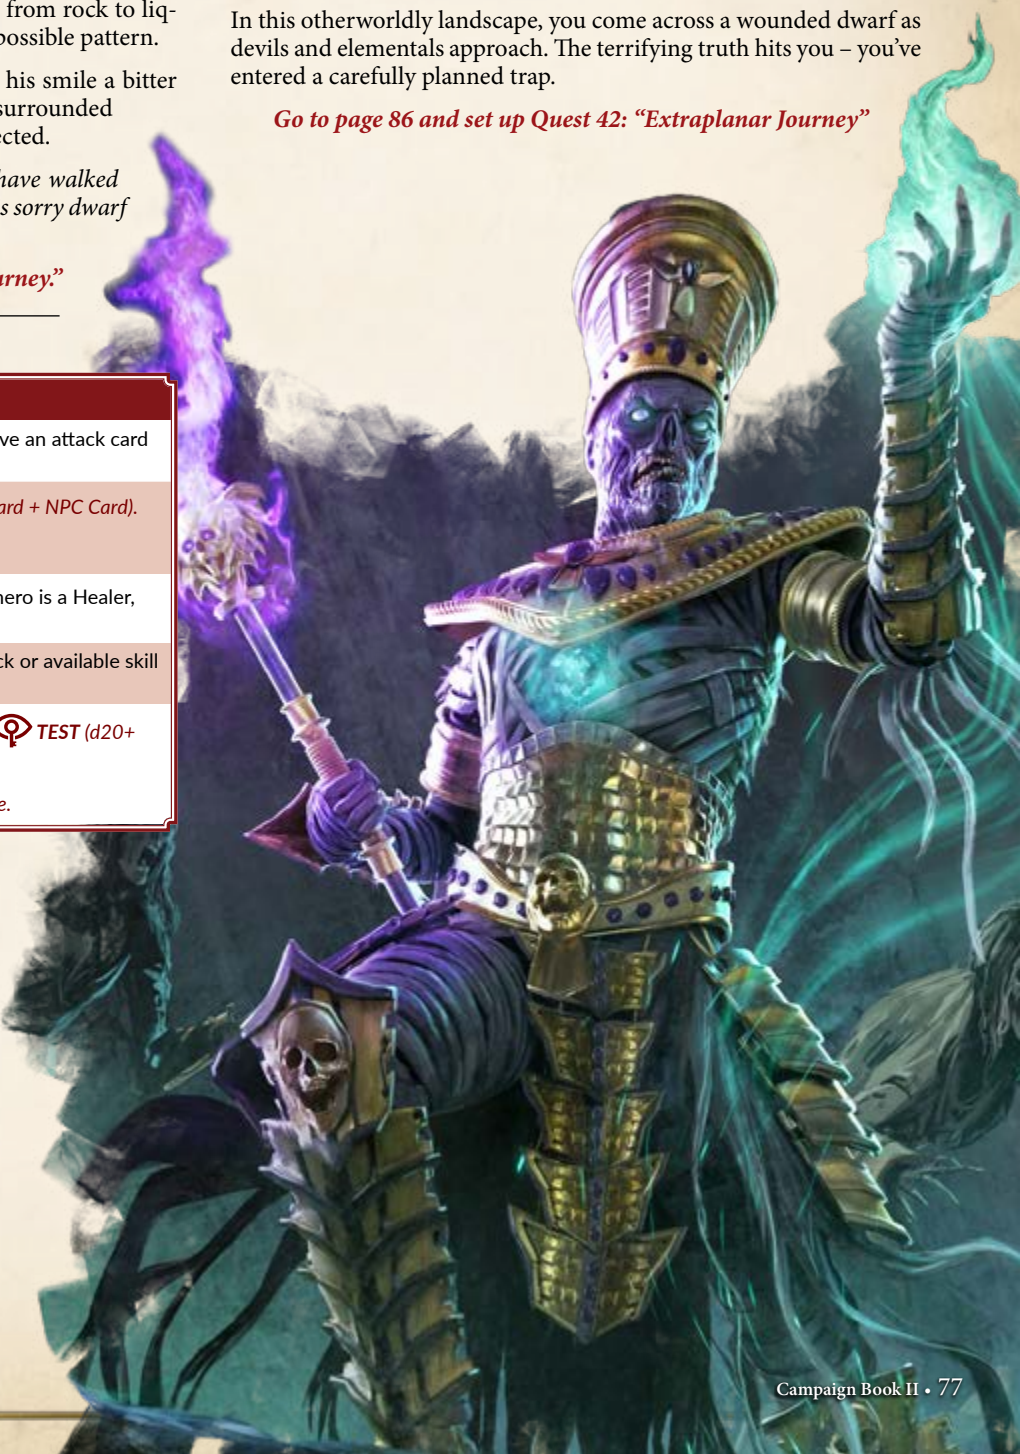 from rock to liq-
possible pattern.
his smile a bitter
surrounded
ected.
have walked
s sorry dwarf
urney.”
ve an attack card
ard + NPC Card).
hero is a Healer,
ck or available skill
TEST (d20+
e.
In this otherworldly landscape, you come across a wounded dwarf as
devils and elementals approach. The terrifying truth hits you – you’ve
entered a carefully planned trap.
Go to page 86 and set up Quest 42: “Extraplanar Journey”
Campaign Book II • 77